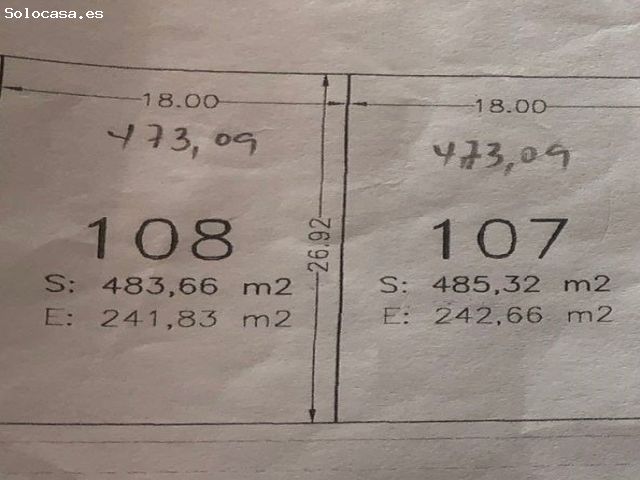 Solocasa.es
18.00
473,09
108
S: 483,66 m2
E: 241,83 m2
26.92
18.00
473,09
107
S: 485,32 m2
E: 242,66 m2